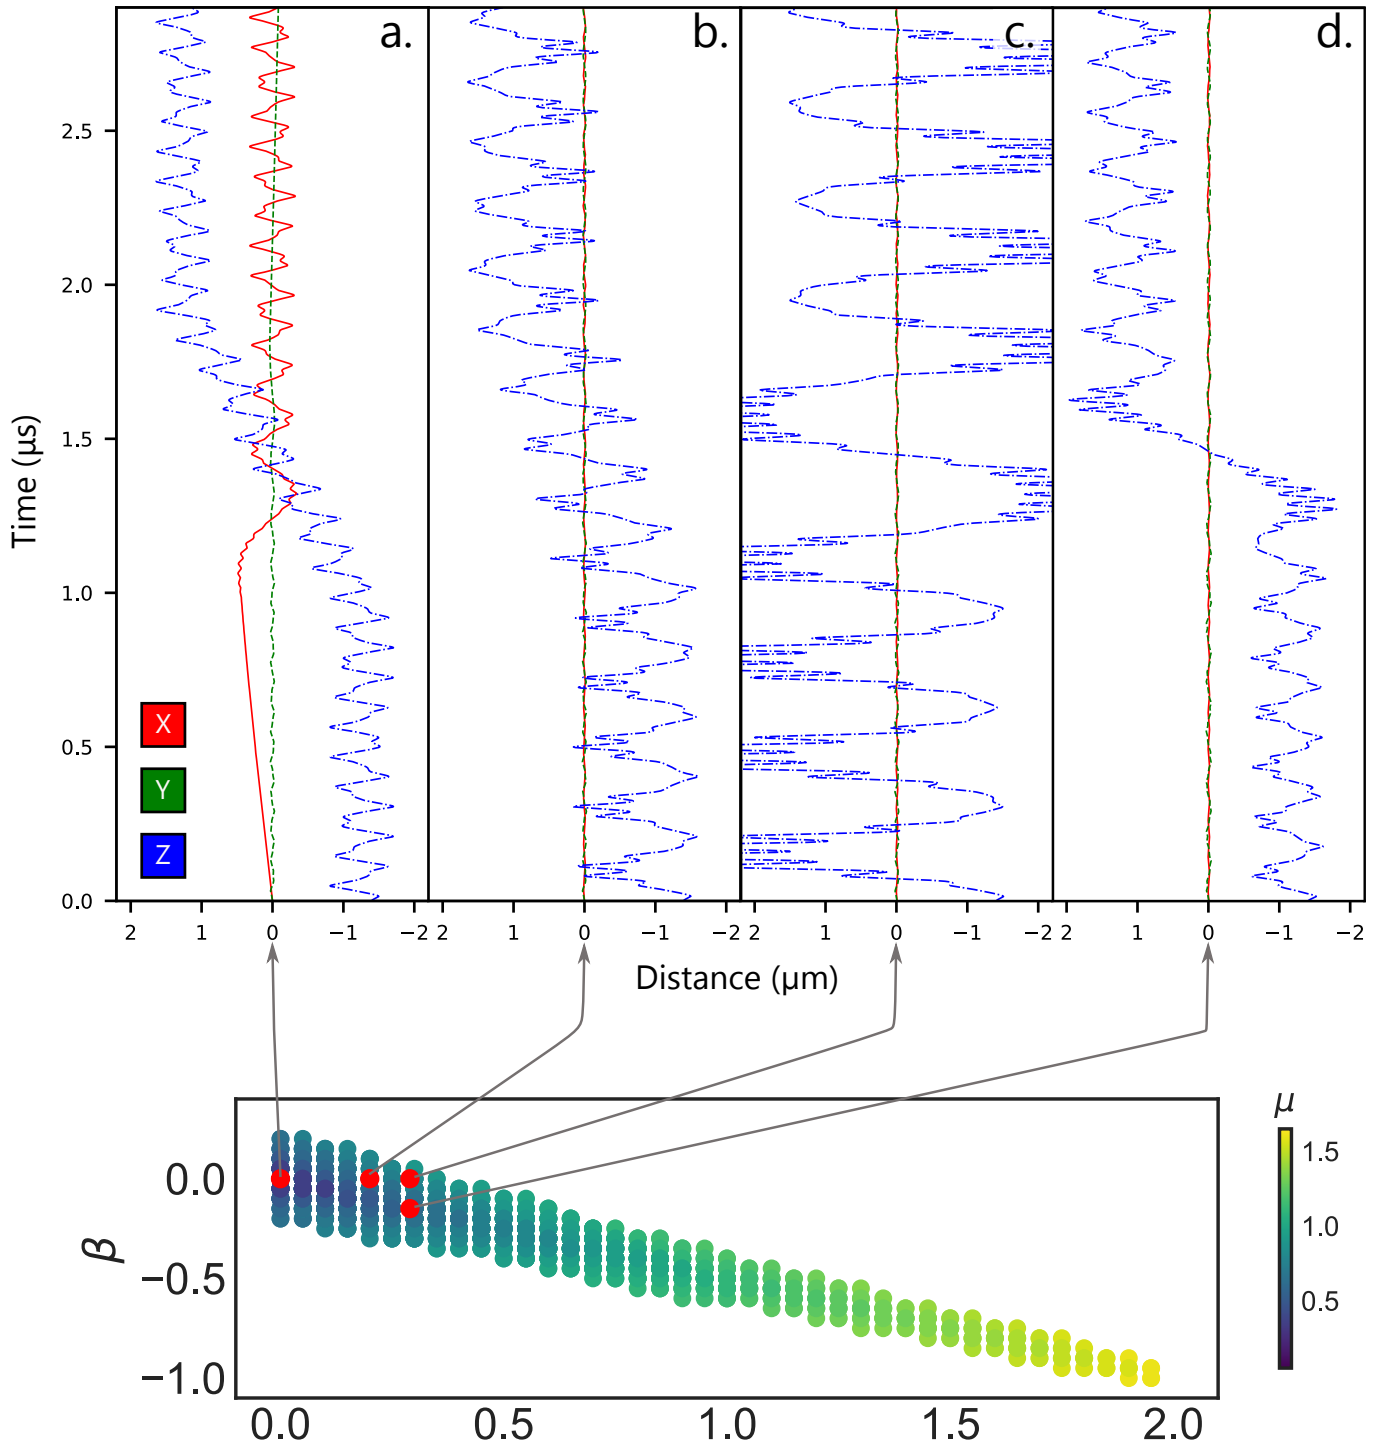 a. b. c. d.
2.5
2.0
1.5
1.0
0.5
0.0
Time (μs)
X
Y
Z
2 1 0 −1 −2 2 1 0 −1 −2 2 1 0 −1 −2 2 1 0 −1 −2
Distance (μm)
μ
1.5
1.0
0.5
β
0.0
−0.5
−1.0
0.0 0.5 1.0 1.5 2.0